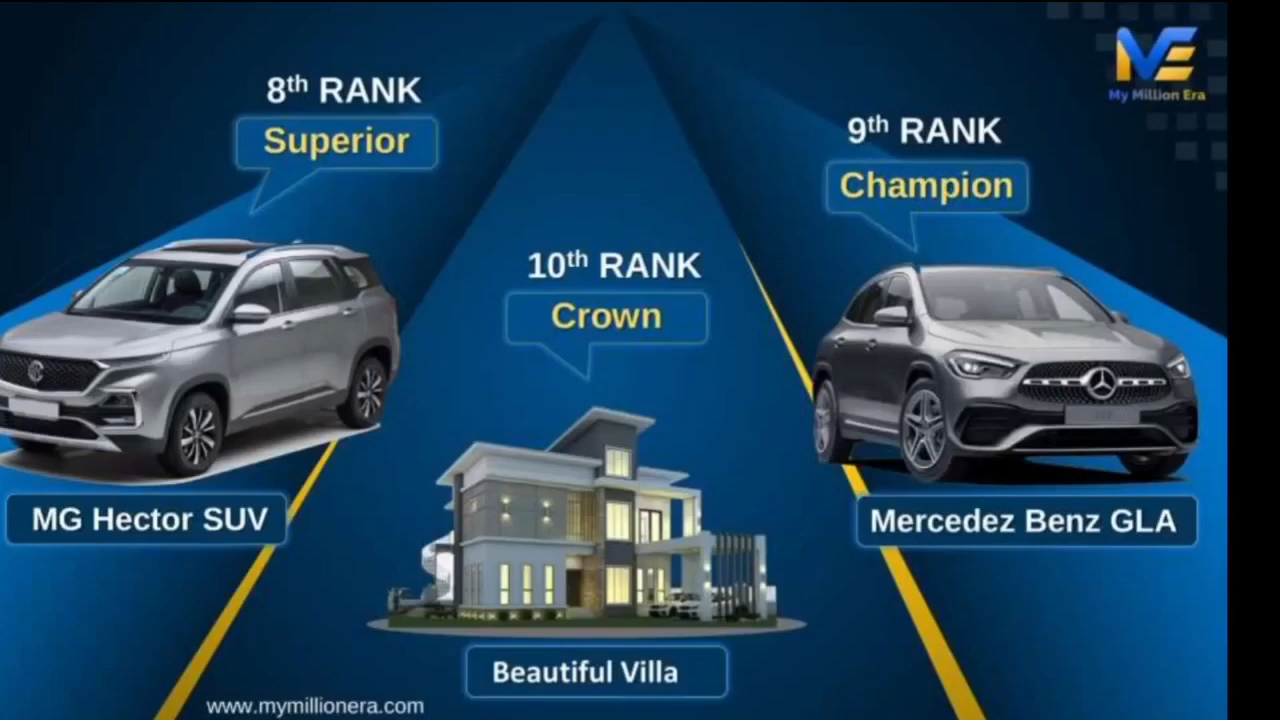 My Million Era
8th RANK
Superior
9th RANK
Champion
10th RANK
Crown
MG Hector SUV
Mercedez Benz GLA
Beautiful Villa
www.mymillionera.com